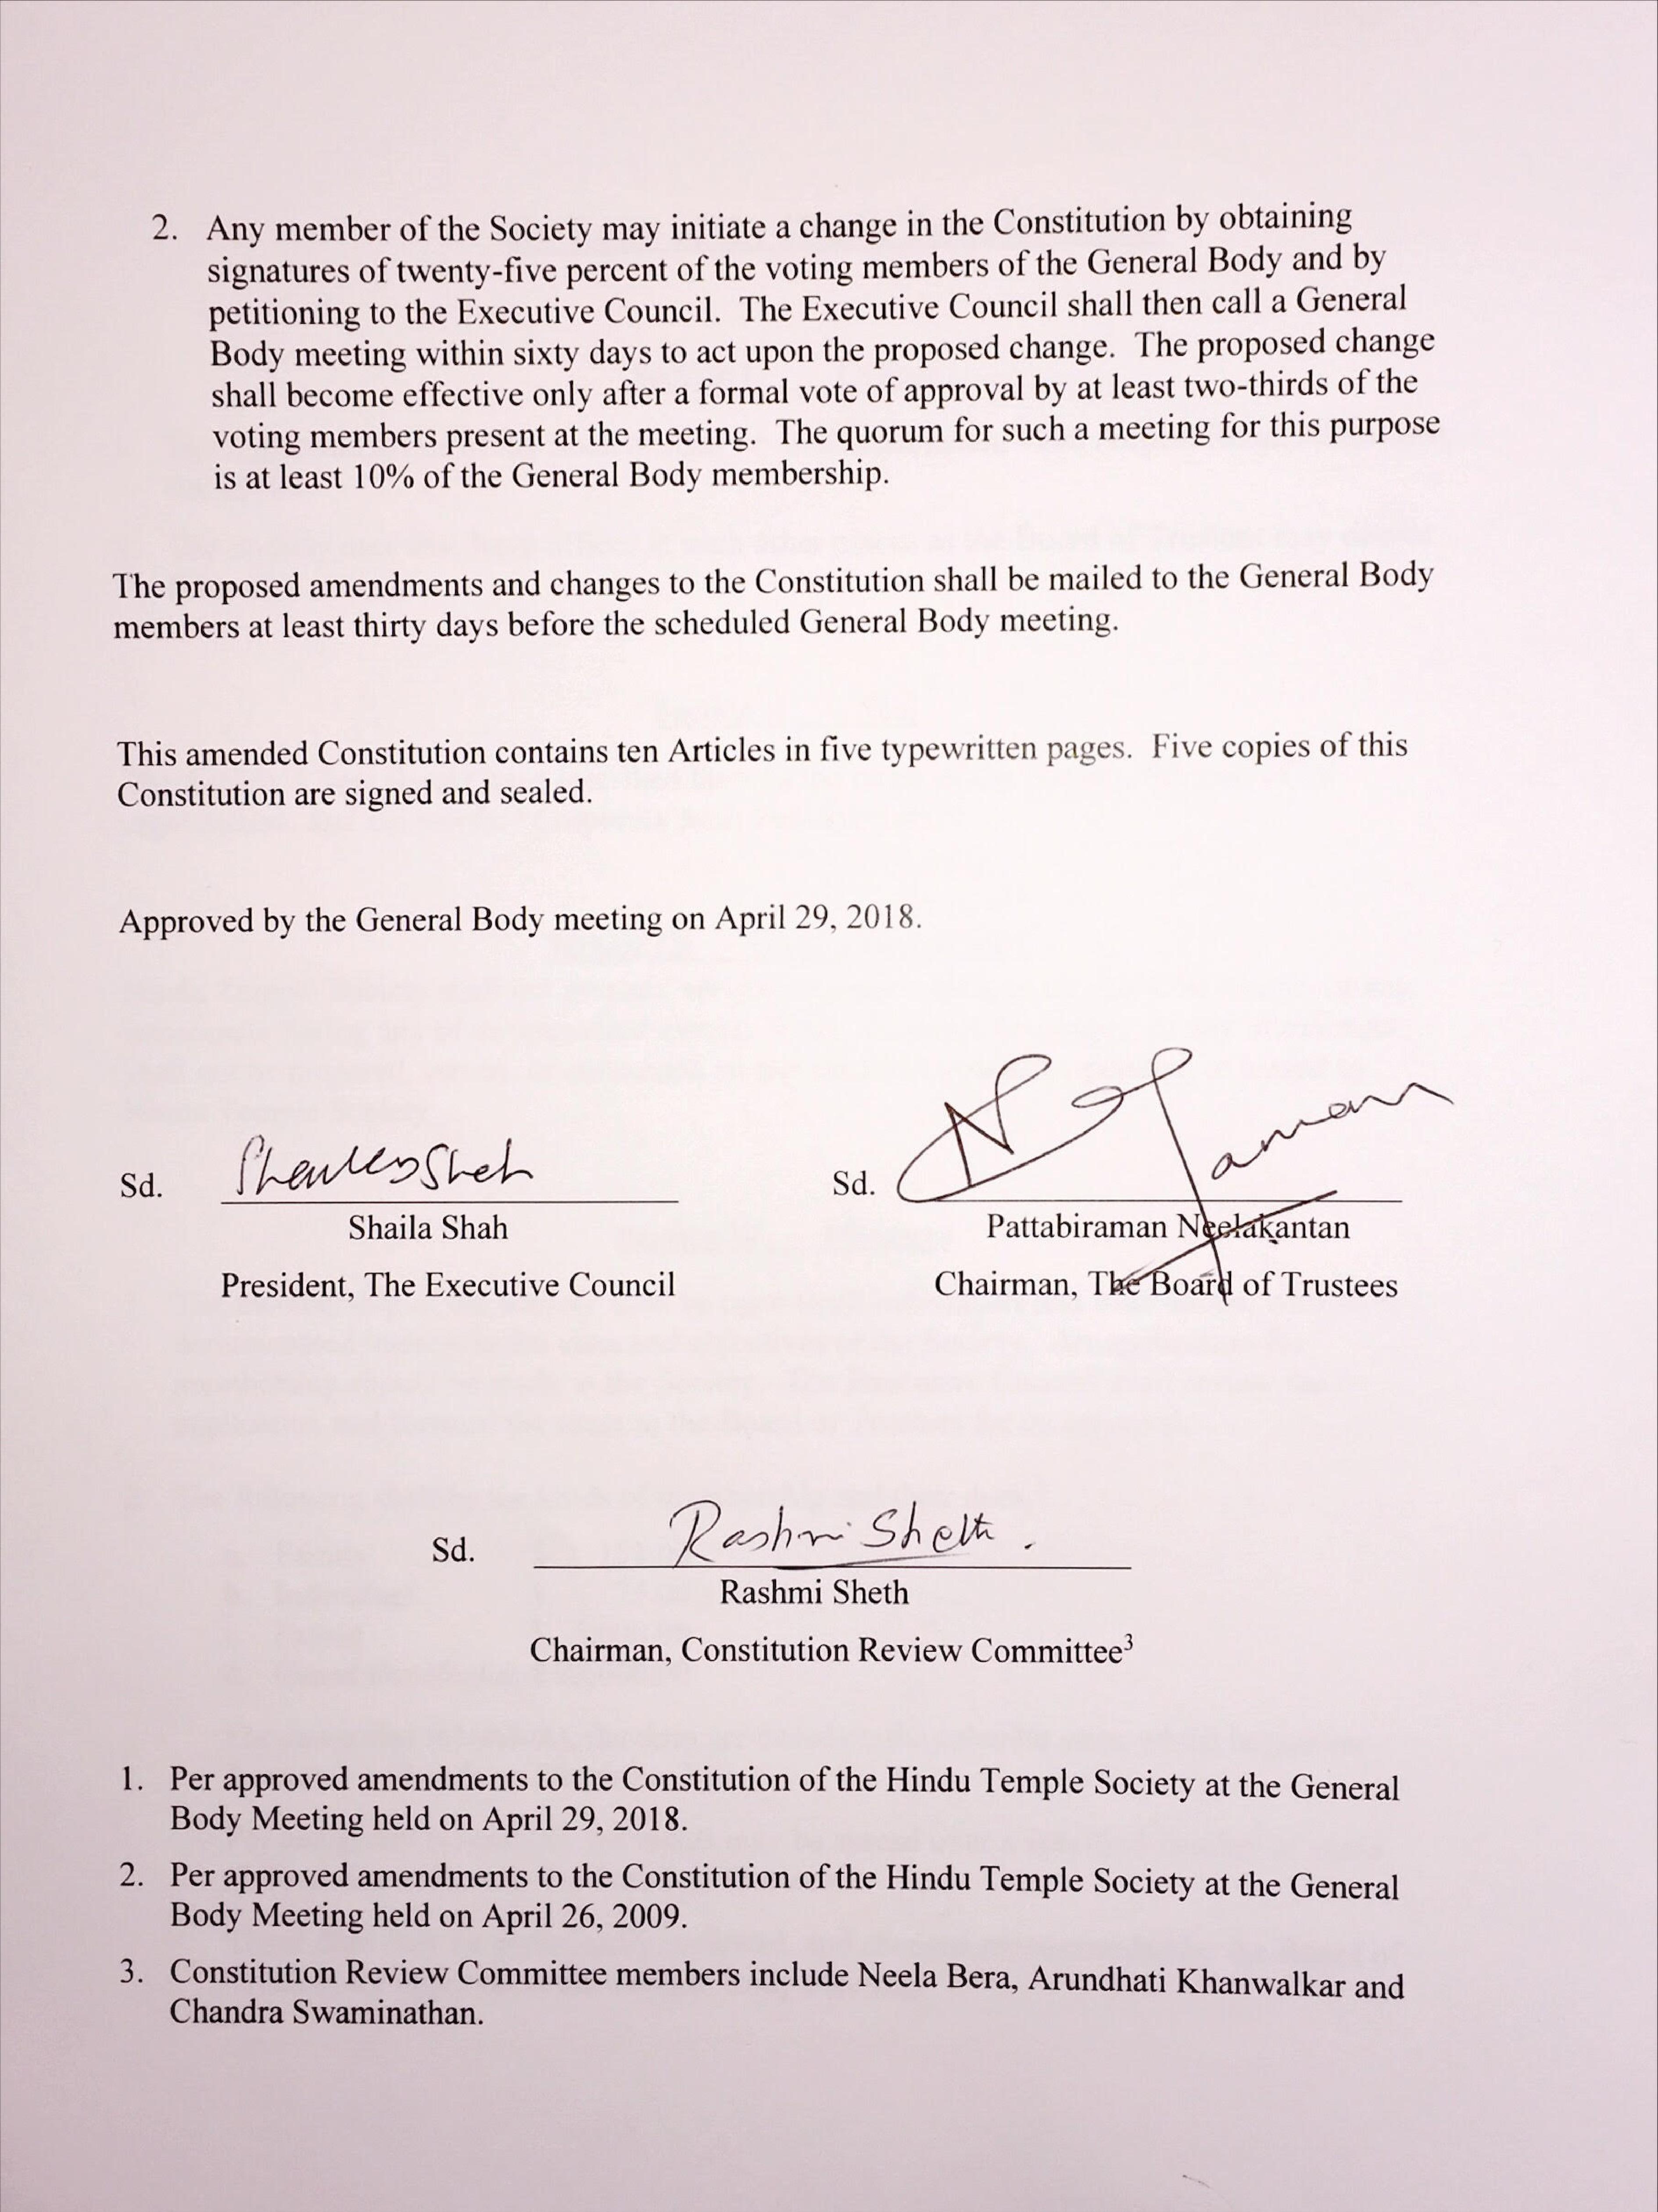 2. Any member of the Society may initiate a change in the Constitution by obtaining
signatures of twenty-five percent of the voting members of the General Body and by
petitioning to the Executive Council. The Executive Council shall then call a General
Body meeting within sixty days to act upon the proposed change. The proposed change
shall become effective only after a formal vote of approval by at least two-thirds of the
voting members present at the meeting. The quorum for such a meeting for this purpose
is at least 10% of the General Body membership.
The proposed amendments and changes to the Constitution shall be mailed to the General Body
members at least thirty days before the scheduled General Body meeting.
This amended Constitution contains ten Articles in five typewritten pages. Five copies of this
Constitution are signed and sealed.
Approved by the General Body meeting on April 29, 2018.
Sd.
Shaila Shah
President, The Executive Council
Sd.
Pattabiraman Neelakantan
Chairman, The Board of Trustees
Sd. Rashmi Sheth.
Rashmi Sheth
Chairman, Constitution Review Committee³
1. Per approved amendments to the Constitution of the Hindu Temple Society at the General
Body Meeting held on April 29, 2018.
2. Per approved amendments to the Constitution of the Hindu Temple Society at the General
Body Meeting held on April 26, 2009.
3. Constitution Review Committee members include Neela Bera, Arundhati Khanwalkar and
Chandra Swaminathan.